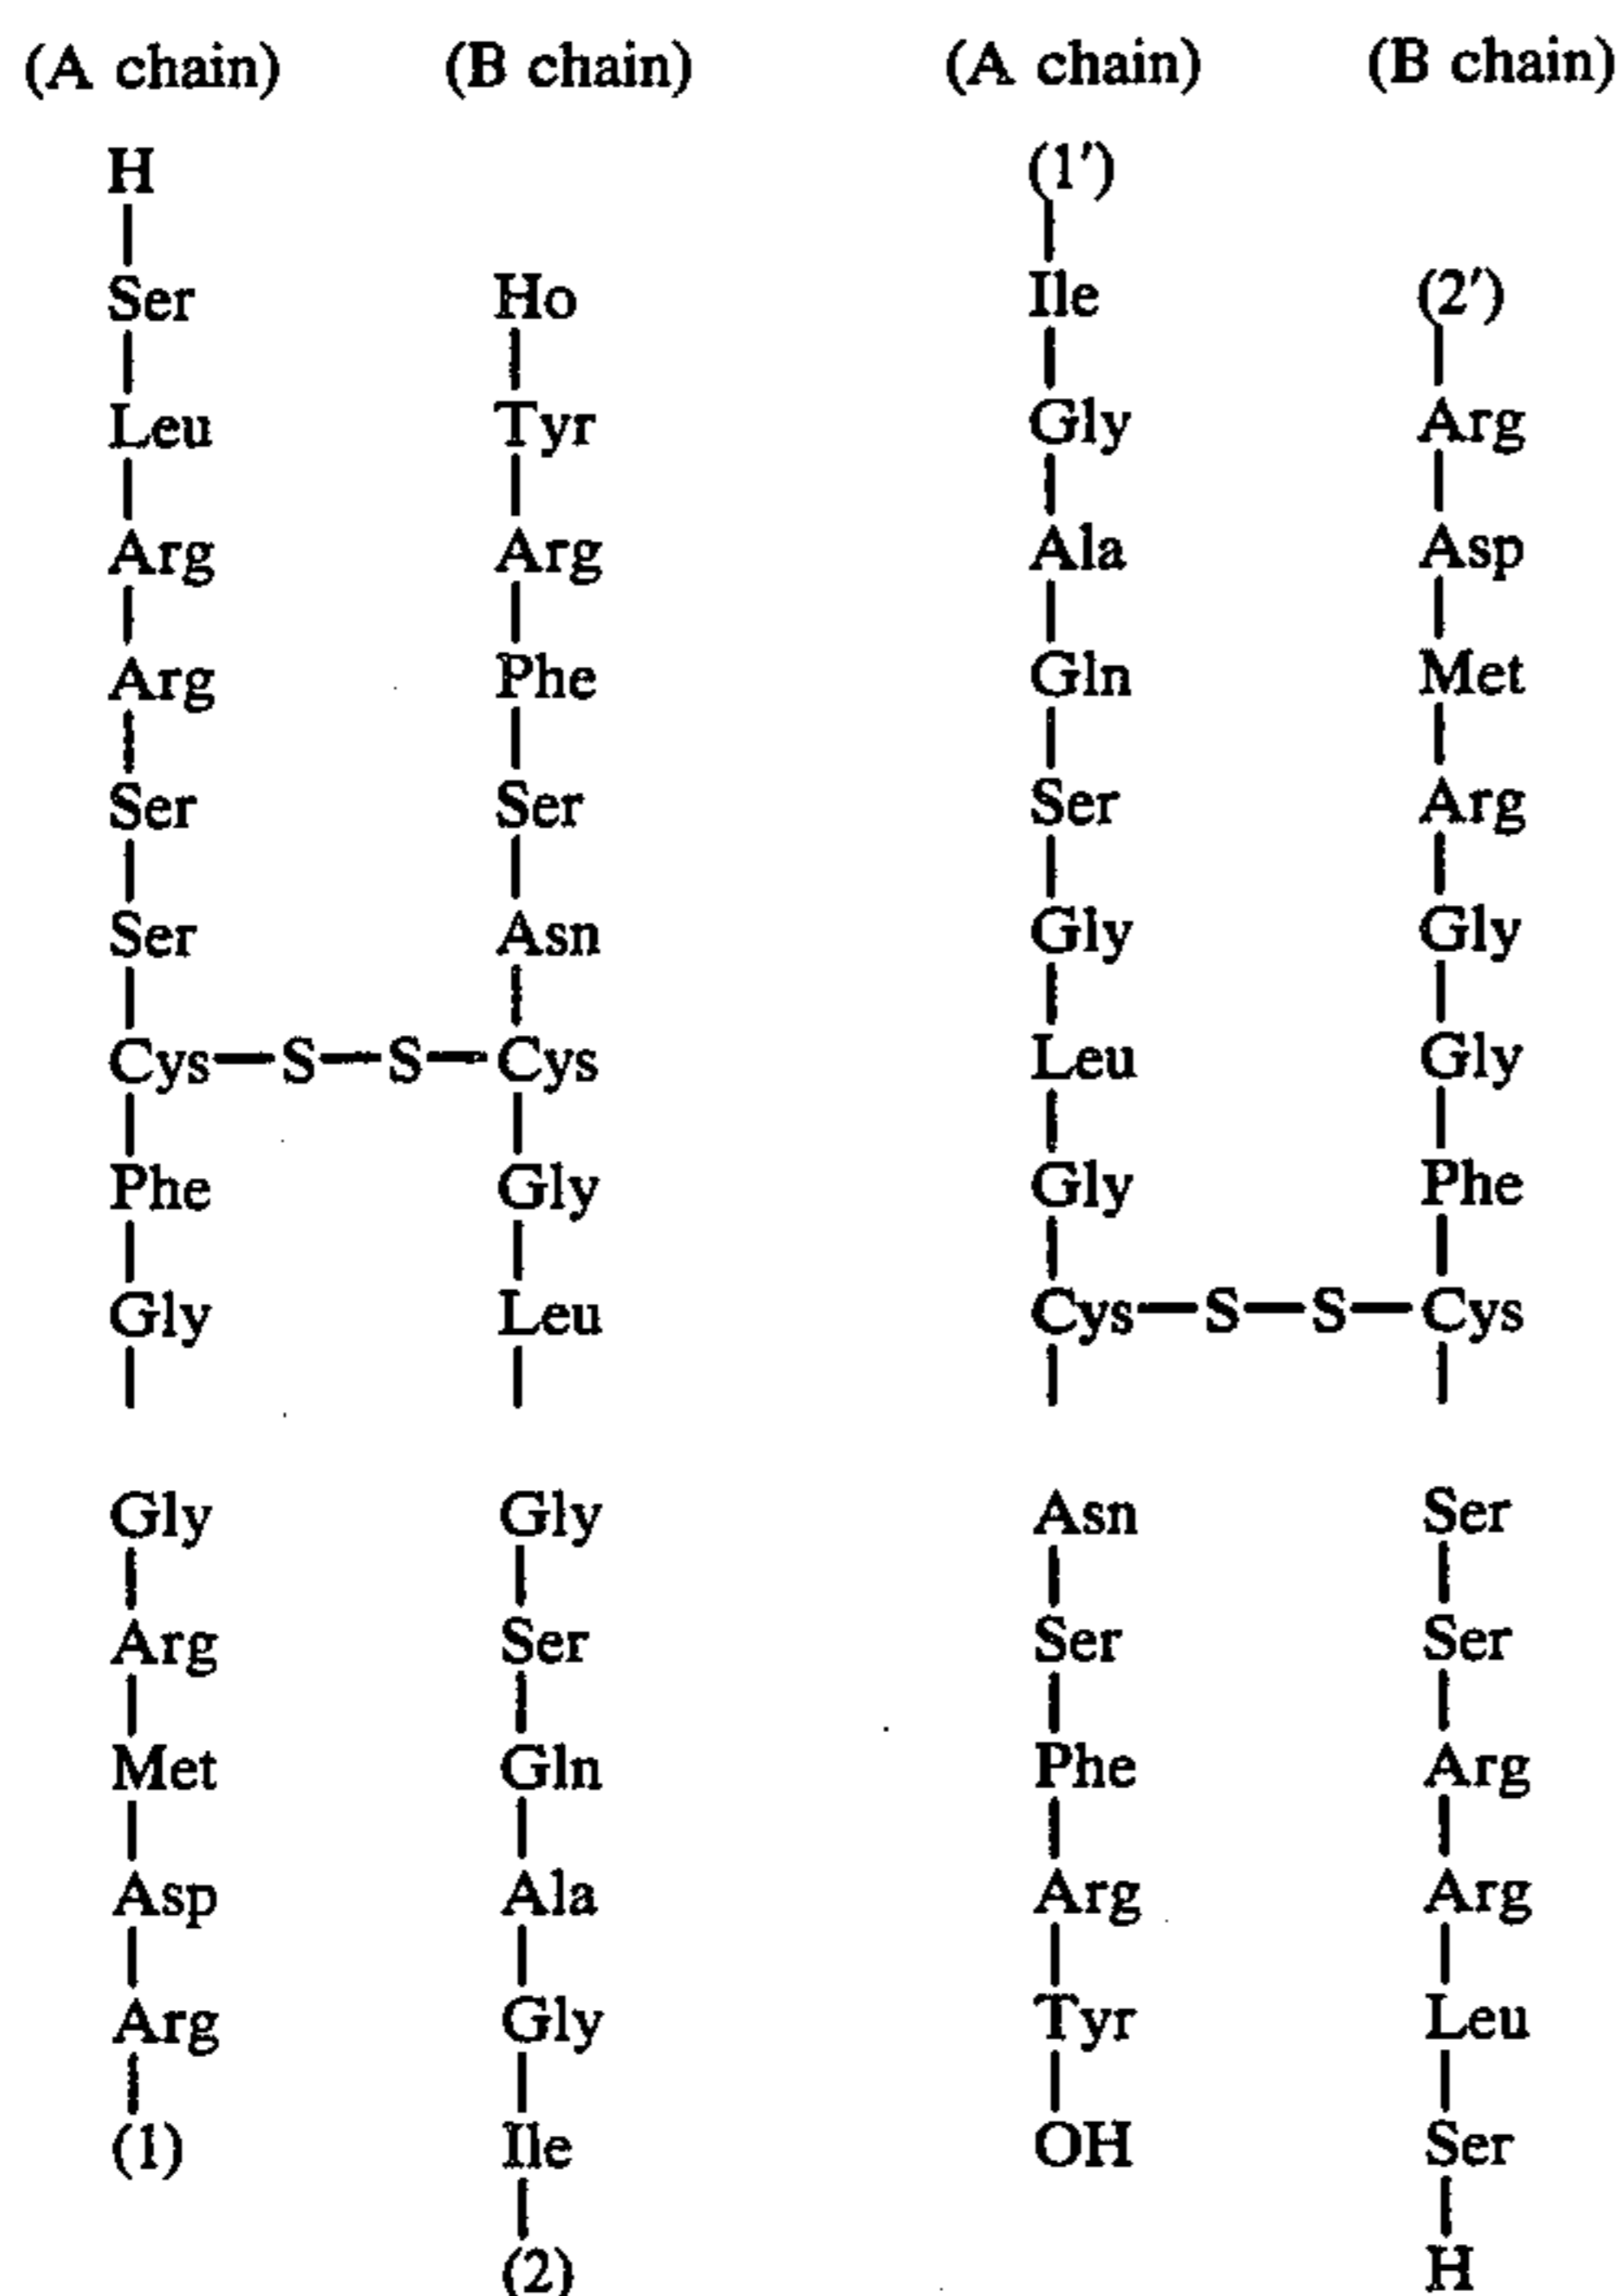 (A chain) (B chain) (A chain) (B chain)
H (1')
Ser Ho Ile (2')
Leu Tyr Gly Arg
Arg Arg Ala Asp
Arg Phe Gln Met
Ser Ser Ser Arg
Ser Asn Gly Gly
Cys—S—S—Cys Leu Gly
Phe Gly Gly Phe
Gly Leu Cys—S—S—Cys
Gly Gly Asn Ser
Arg Ser Ser Ser
Met Gln Phe Arg
Asp Ala Arg Arg
Arg Gly Tyr Leu
(1) Ile OH Ser
(2) H